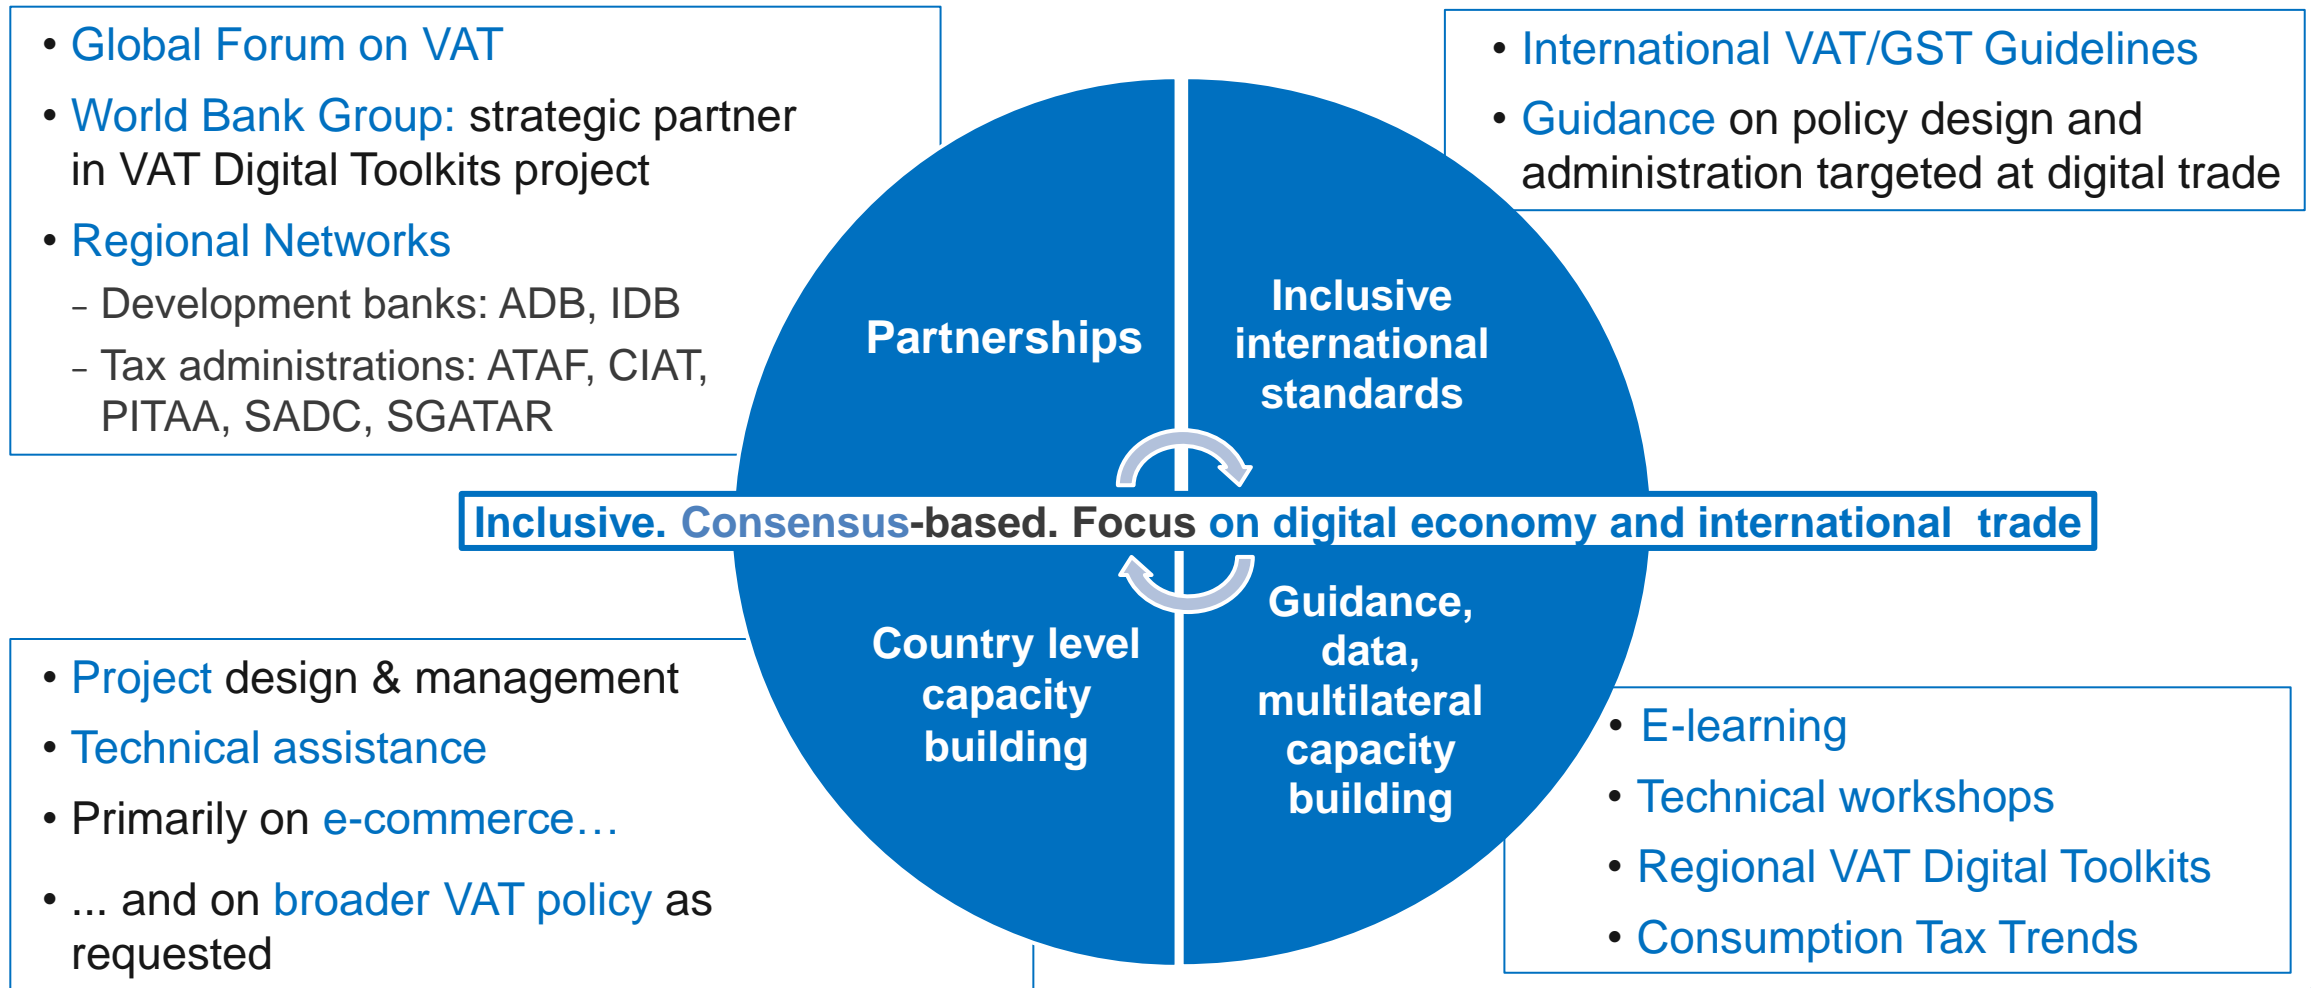 • Global Forum on VAT
• World Bank Group: strategic partner
in VAT Digital Toolkits project
• Regional Networks
- Development banks: ADB, IDB
- Tax administrations: ATAF, CIAT,
PITAA, SADC, SGATAR
• International VAT/GST Guidelines
• Guidance on policy design and
administration targeted at digital trade
Partnerships
Inclusive
international
standards
Inclusive. Consensus-based. Focus on digital economy and international trade
Country level
capacity
building
Guidance,
data,
multilateral
capacity
building
• Project design & management
• Technical assistance
• Primarily on e-commerce…
• ... and on broader VAT policy as
requested
• E-learning
• Technical workshops
• Regional VAT Digital Toolkits
• Consumption Tax Trends